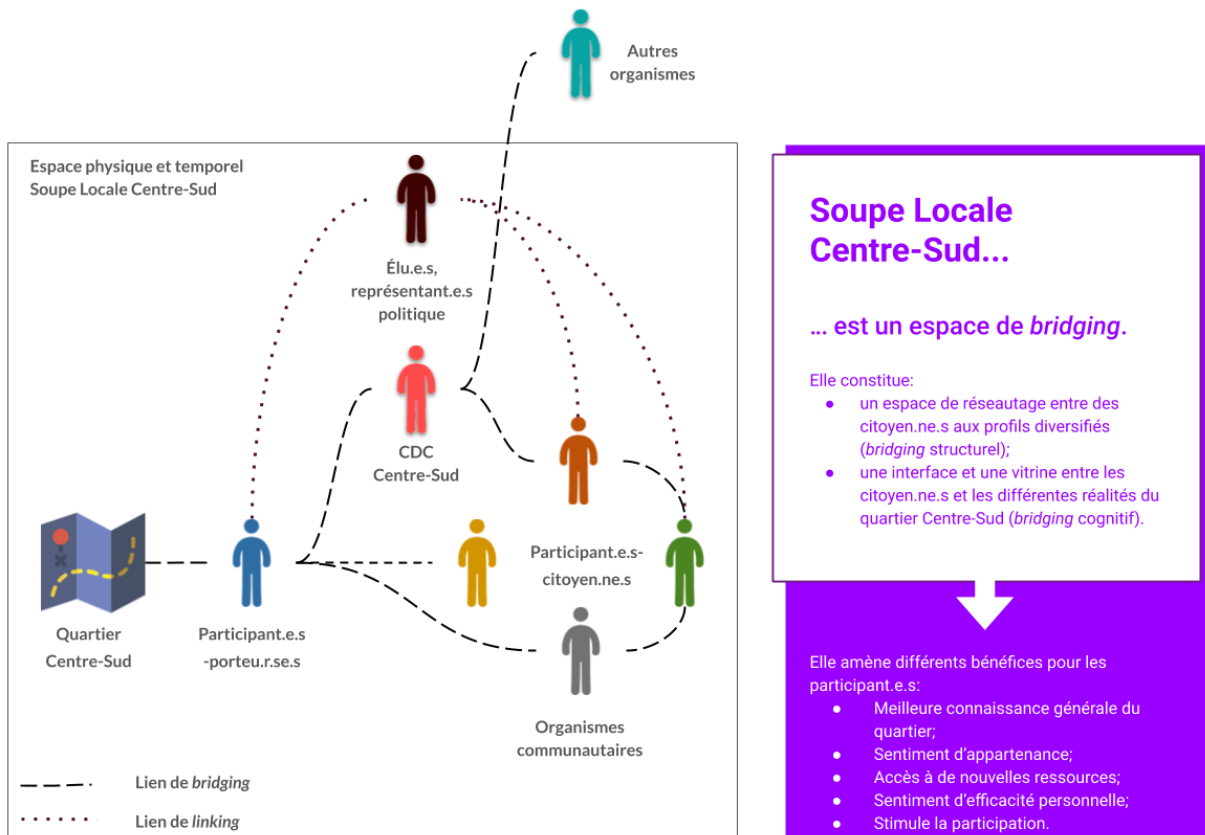 Autres
organismes
Espace physique et temporel
Soupe Locale Centre-Sud
Élu.e.s,
représentant.e.s
politique
CDC
Centre-Sud
Participant.e.s-
citoyen.ne.s
Quartier
Centre-Sud
Participant.e.s
-porteu.r.se.s
Organismes
communautaires
Lien de bridging
Lien de linking
Soupe Locale
Centre-Sud...
... est un espace de bridging.
Elle constitue:
● un espace de réseautage entre des
citoyen.ne.s aux profils diversifiés
(bridging structurel);
● une interface et une vitrine entre les
citoyen.ne.s et les différentes réalités du
quartier Centre-Sud (bridging cognitif).
Elle amène différents bénéfices pour les
participant.e.s:
● Meilleure connaissance générale du
quartier;
● Sentiment d'appartenance;
● Accès à de nouvelles ressources;
● Sentiment d'efficacité personnelle;
● Stimule la participation.